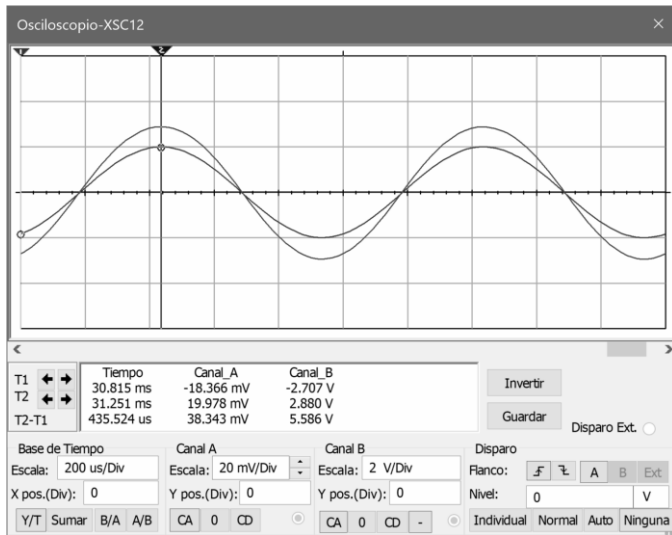 Osciloscopio-XSC12
1
2
Tiempo Canal_A Canal_B
T1 30.815 ms -18.366 mV -2.707 V
T2 31.251 ms 19.978 mV 2.880 V
T2-T1 435.524 us 38.343 mV 5.586 V
Invertir
Guardar
Disparo Ext.
Base de Tiempo
Escala: 200 us/Div
X pos.(Div): 0
Y/T Sumar B/A A/B
Canal A
Escala: 20 mV/Div
Y pos.(Div): 0
CA 0 CD
Canal B
Escala: 2 V/Div
Y pos.(Div): 0
CA 0 CD -
Disparo
Flanco: A B Ext
Nivel: 0 V
Individual Normal Auto Ninguna